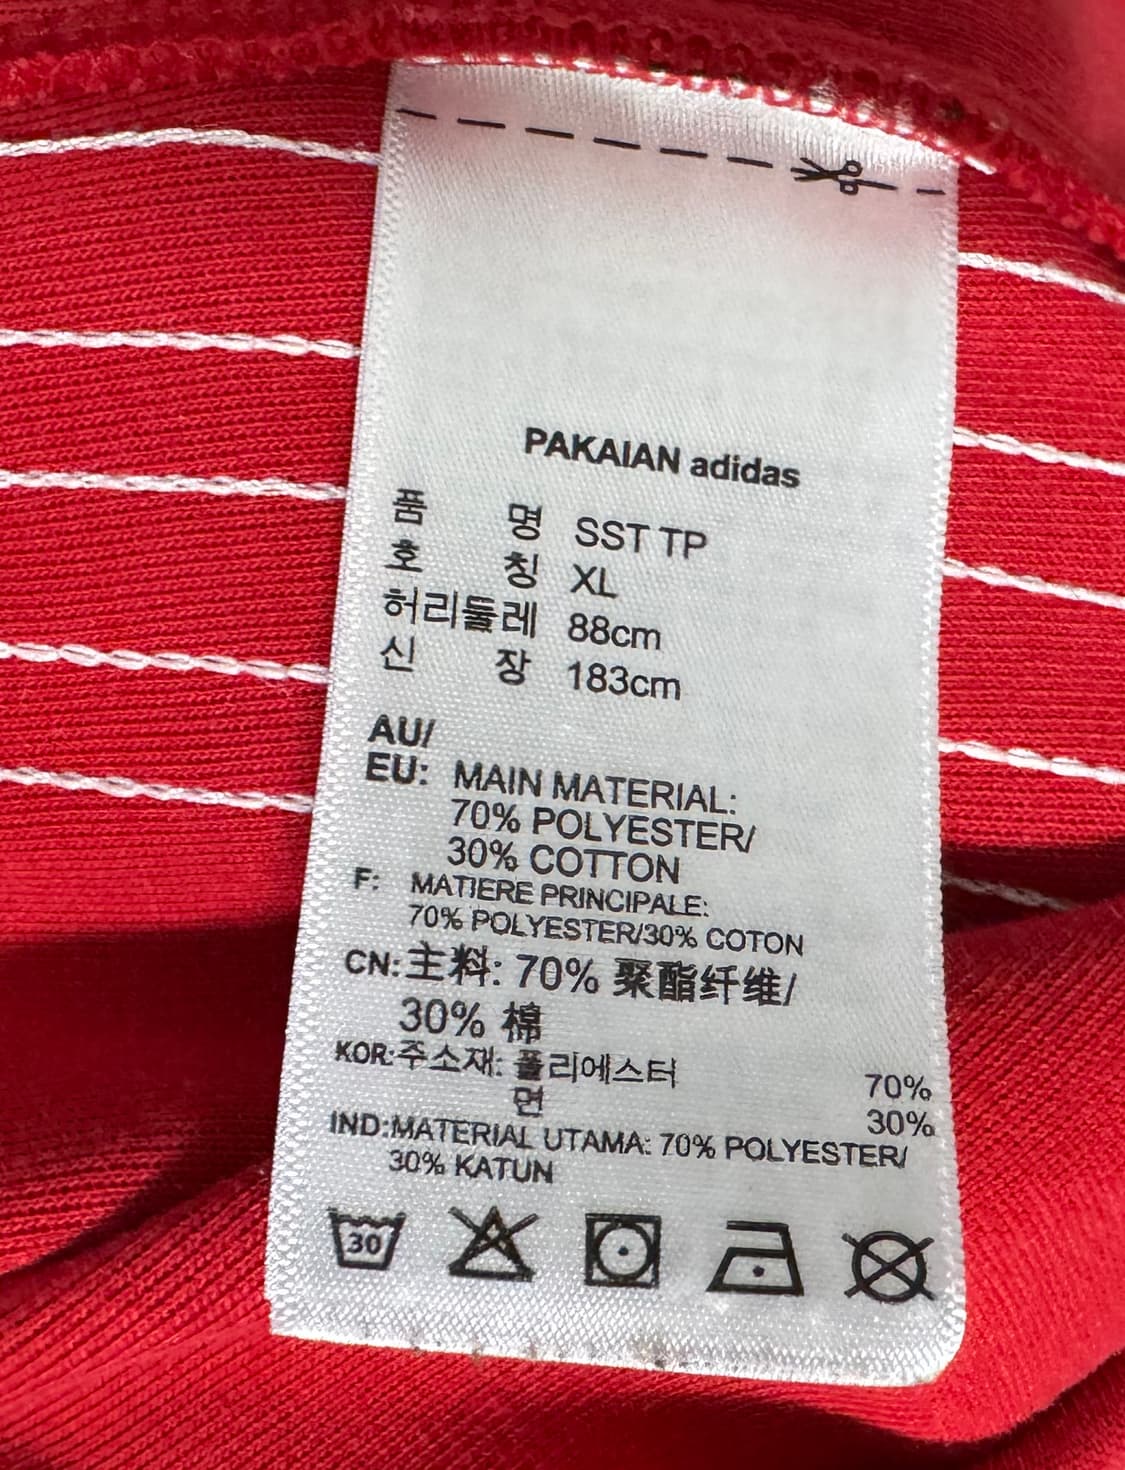 PAKAIAN adidas
품 명 SST TP
호 칭 XL
허리둘레 88cm
신 장 183cm
AU/
EU: MAIN MATERIAL:
70% POLYESTER/
30% COTTON
F: MATIERE PRINCIPALE:
70% POLYESTER/30% COTON
CN:主料: 70% 聚酯纤维/
30% 棉
KOR:주소재: 폴리에스터 70%
면 30%
IND:MATERIAL UTAMA: 70% POLYESTER/
30% KATUN
30